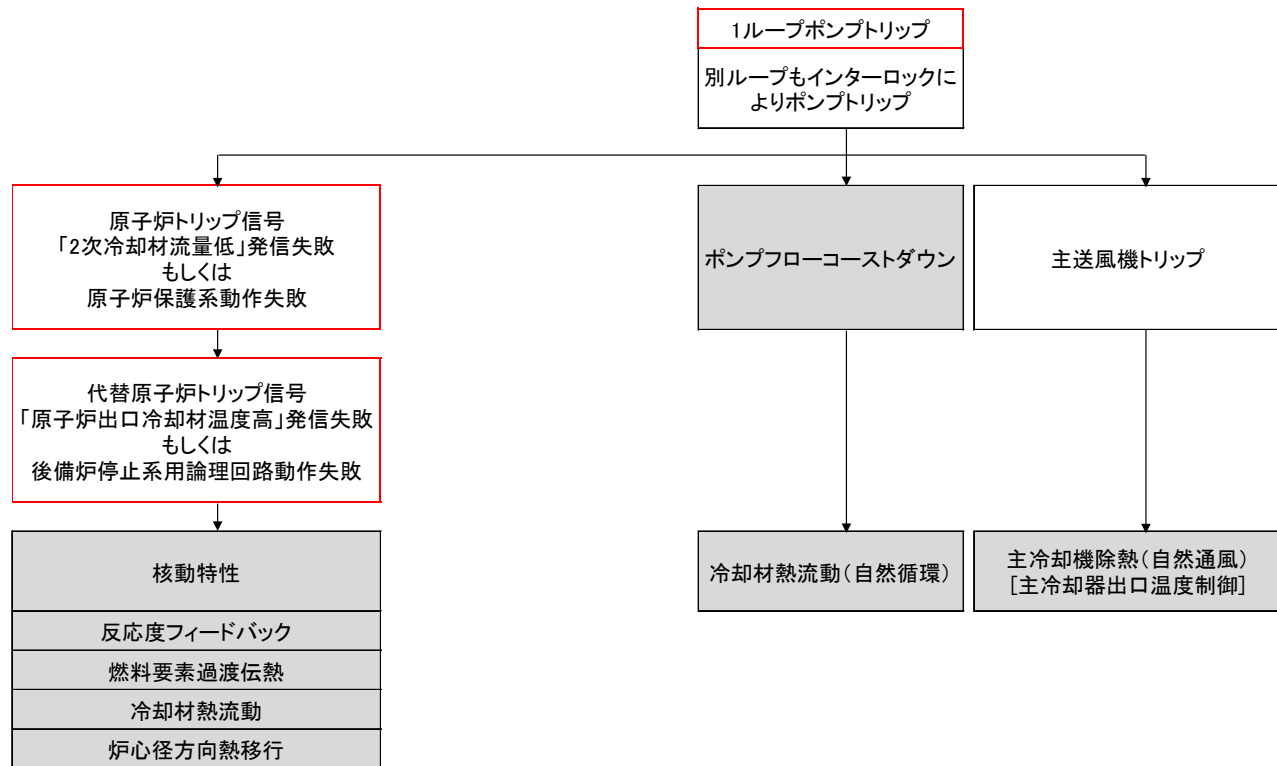 1ループポンプトリップ
別ループもインターロックに
よりポンプトリップ
原子炉トリップ信号
「2次冷却材流量低」発信失敗
もしくは
原子炉保護系動作失敗
ポンプフローコーストダウン
主送風機トリップ
代替原子炉トリップ信号
「原子炉出口冷却材温度高」発信失敗
もしくは
後備炉停止系用論理回路動作失敗
核動特性
反応度フィードバック
燃料要素過渡伝熱
冷却材熱流動
炉心径方向熱移行
冷却材熱流動(自然循環)
主冷却機除熱(自然通風)
[主冷却器出口温度制御]